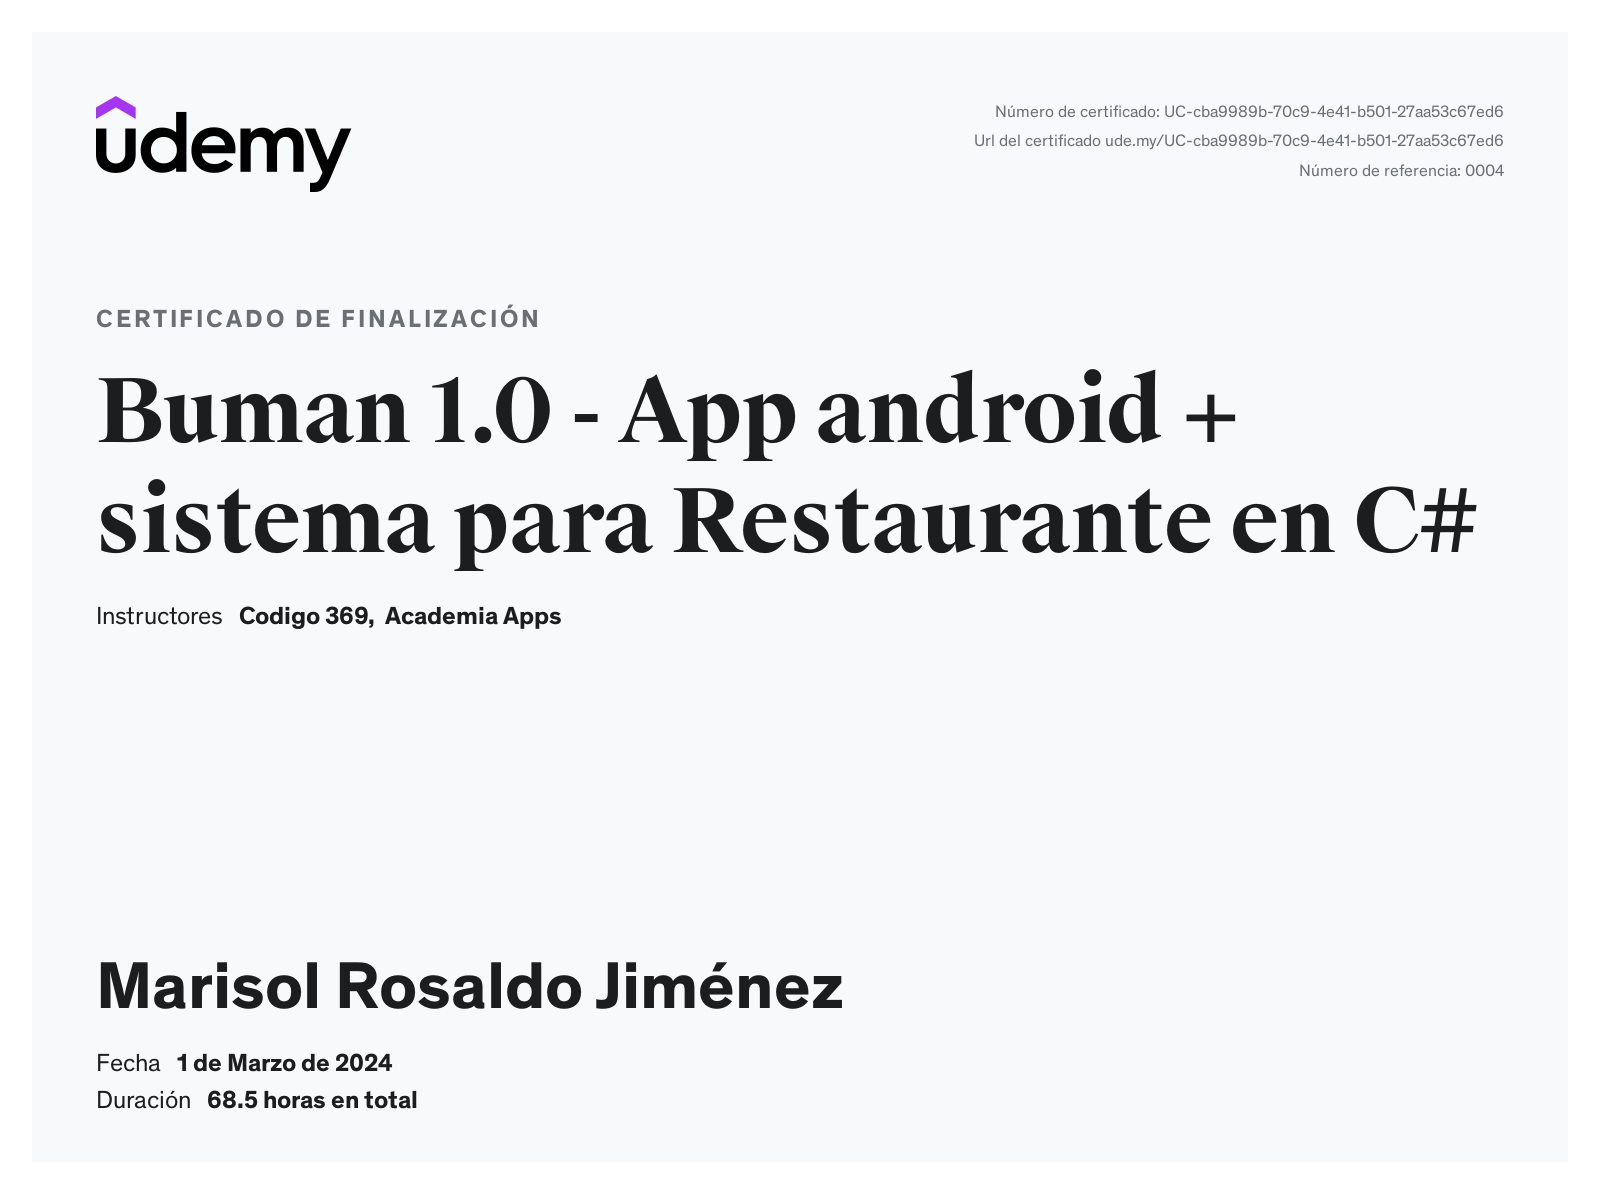 udemy
Número de certificado: UC-cba9989b-70c9-4e41-b501-27aa53c67ed6
Url del certificado ude.my/UC-cba9989b-70c9-4e41-b501-27aa53c67ed6
Número de referencia: 0004
CERTIFICADO DE FINALIZACIÓN
Buman 1.0 - App android +
sistema para Restaurante en C#
Instructores Codigo 369, Academia Apps
Marisol Rosaldo Jiménez
Fecha 1 de Marzo de 2024
Duración 68.5 horas en total